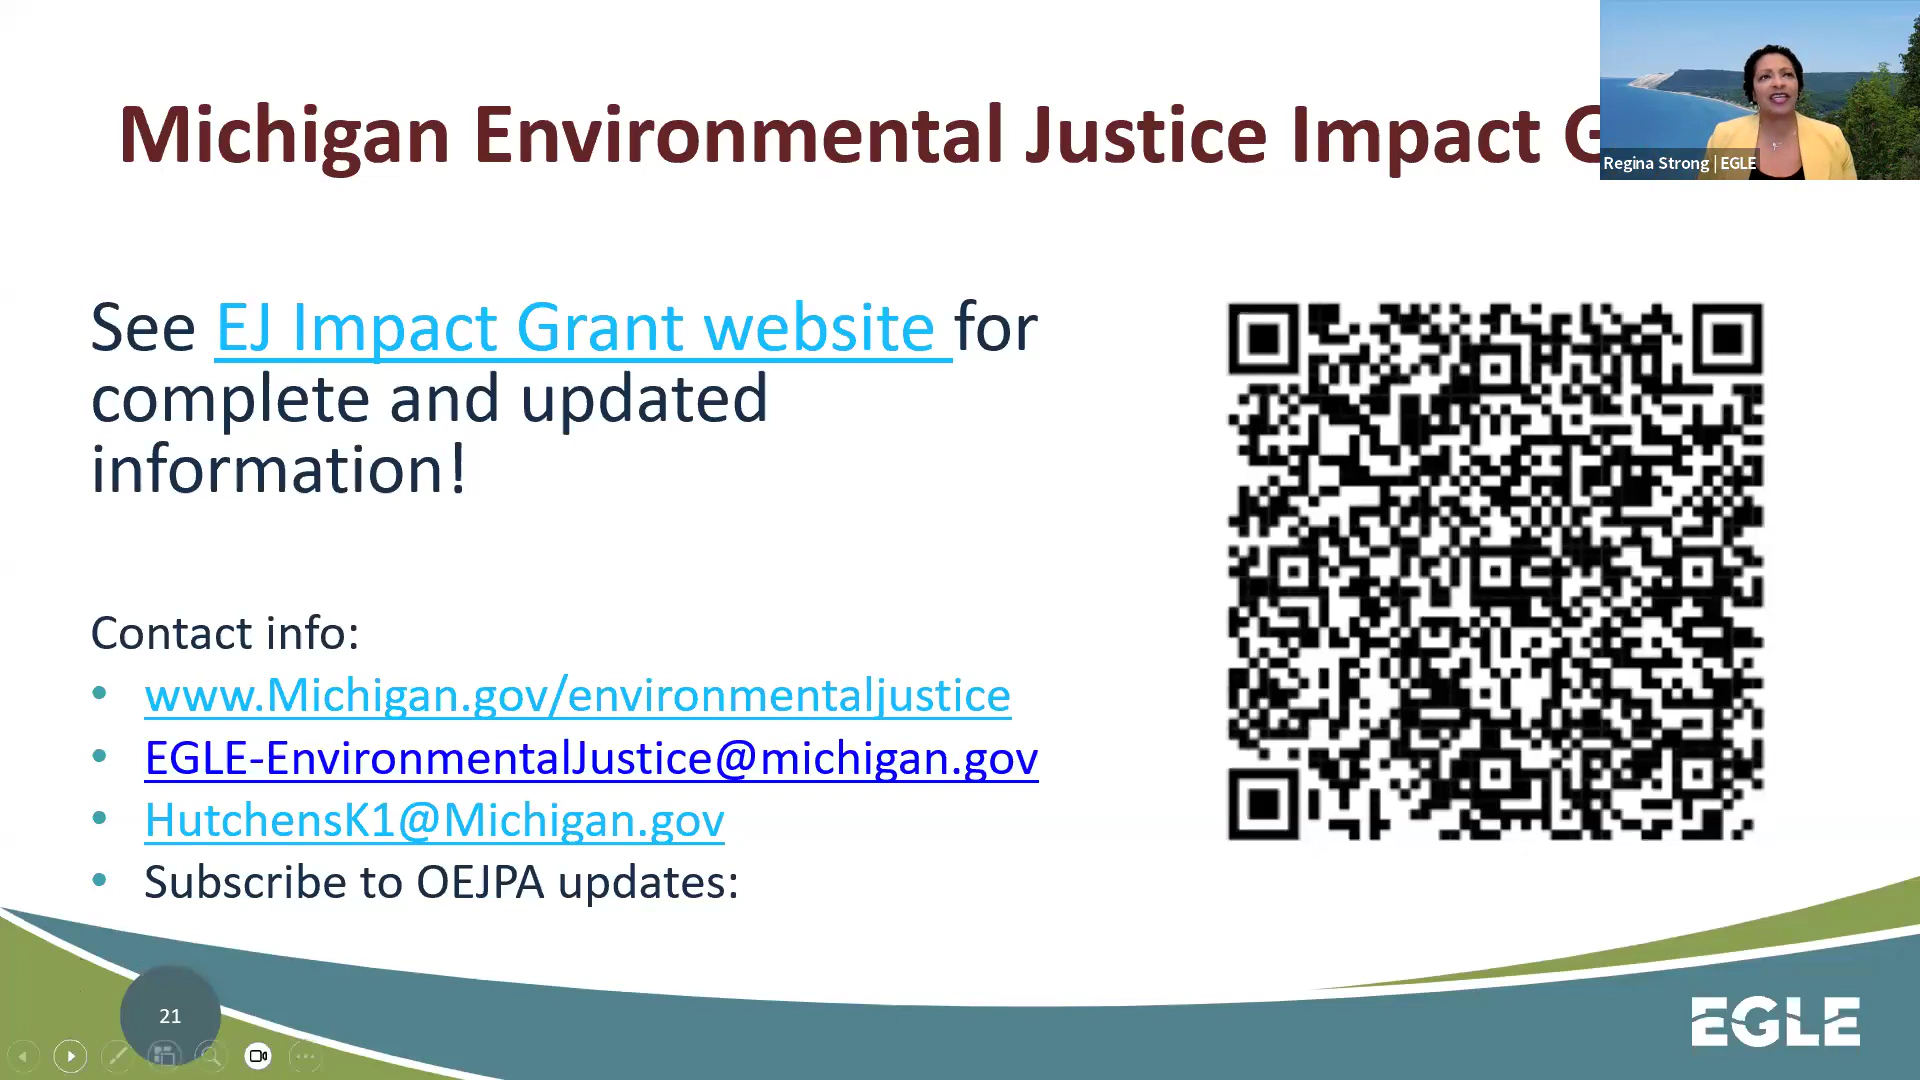 Michigan Environmental Justice Impact G
Regina Strong | EGLE
See EJ Impact Grant website for
complete and updated
information!
Contact info:
• www.Michigan.gov/environmentaljustice
• EGLE-EnvironmentalJustice@michigan.gov
• HutchensK1@Michigan.gov
• Subscribe to OEJPA updates:
21
EGLE